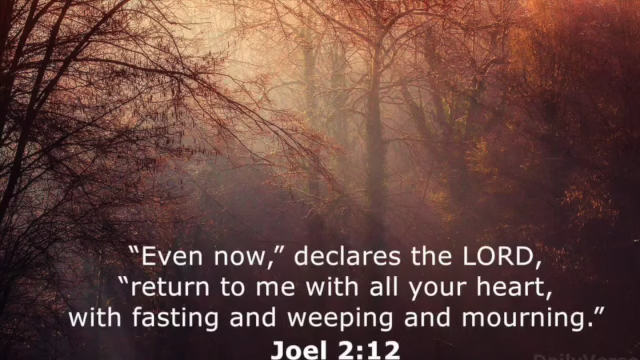 “Even now,” declares the LORD,
“return to me with all your heart,
with fasting and weeping and mourning.”
Joel 2:12